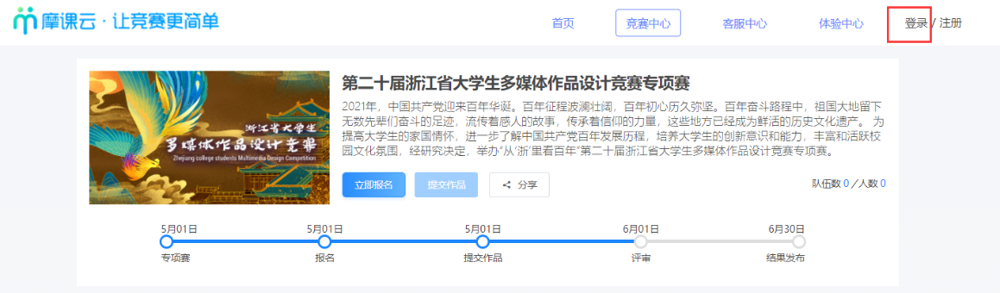 摩课云·让竞赛更简单
首页 竞赛中心 客服中心 体验中心 登录 / 注册
第二十届浙江省大学生多媒体作品设计竞赛专项赛
2021年，中国共产党迎来百年华诞。百年征程波澜壮阔，百年初心历久弥坚。百年奋斗路程中，祖国大地留下
无数先辈们奋斗的足迹，流传着感人的故事，传承着信仰的力量，这些地方已经成为鲜活的历史文化遗产。 为
提高大学生的家国情怀，进一步了解中国共产党百年发展历程，培养大学生的创新意识和能力，丰富和活跃校
园文化氛围，经研究决定，举办“从‘浙’里看百年”第二十届浙江省大学生多媒体作品设计竞赛专项赛。
浙江省大学生
多媒体作品设计竞赛
Zhejiang college students Multimedia Design Competition
立即报名 提交作品 分享 队伍数 0 / 人数 0
5月01日 5月01日 5月01日 6月01日 6月30日
专项赛 报名 提交作品 评审 结果发布